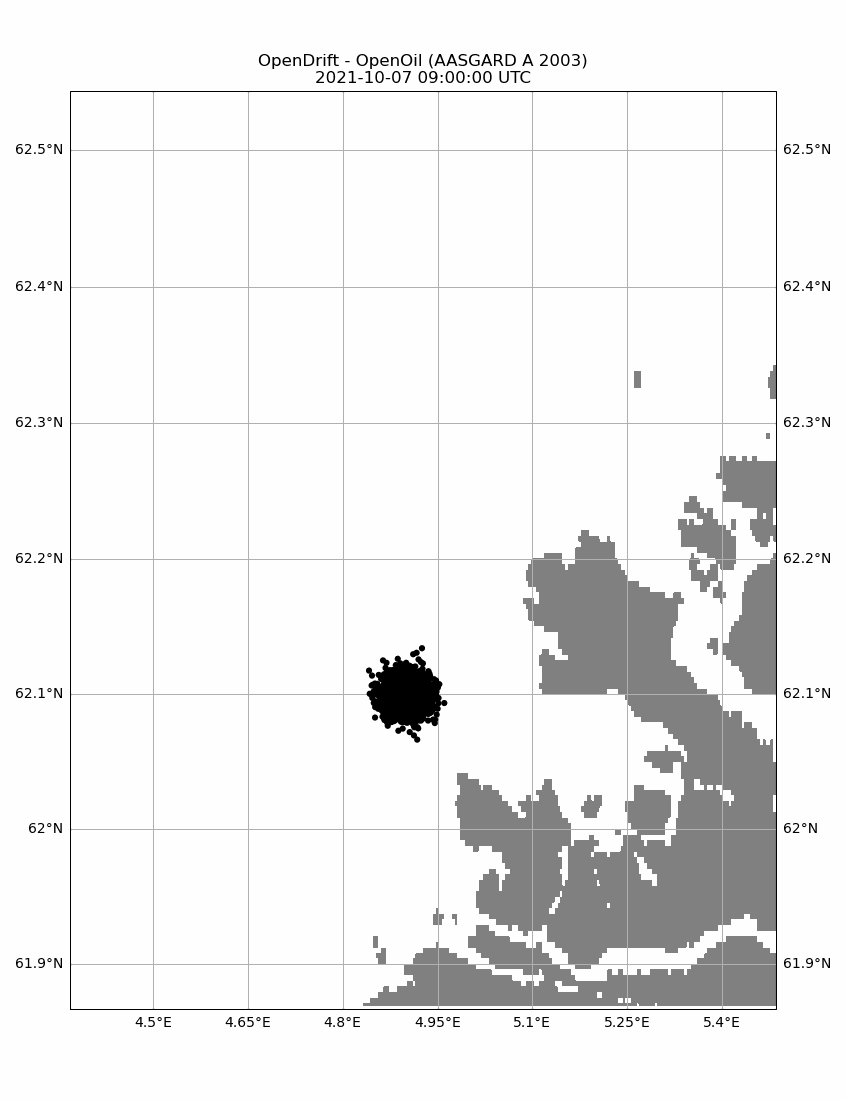 OpenDrift - OpenOil (AASGARD A 2003)
2021-10-07 09:00:00 UTC
62.5°N 62.5°N
62.4°N 62.4°N
62.3°N 62.3°N
62.2°N 62.2°N
62.1°N 62.1°N
62°N 62°N
61.9°N 61.9°N
4.5°E 4.65°E 4.8°E 4.95°E 5.1°E 5.25°E 5.4°E